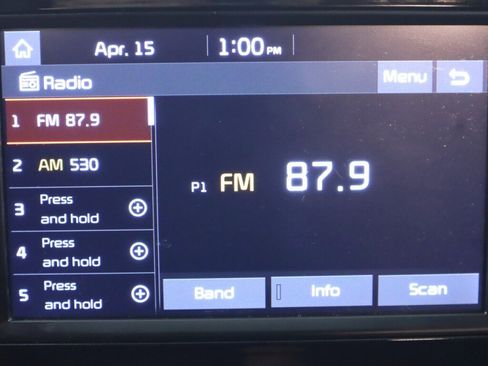 Apr. 15 1:00 PM
Radio Menu
1 FM 87.9
2 AM 530
3 Press
and hold
4 Press
and hold
5 Press
and hold
P1 FM 87.9
Band Info Scan